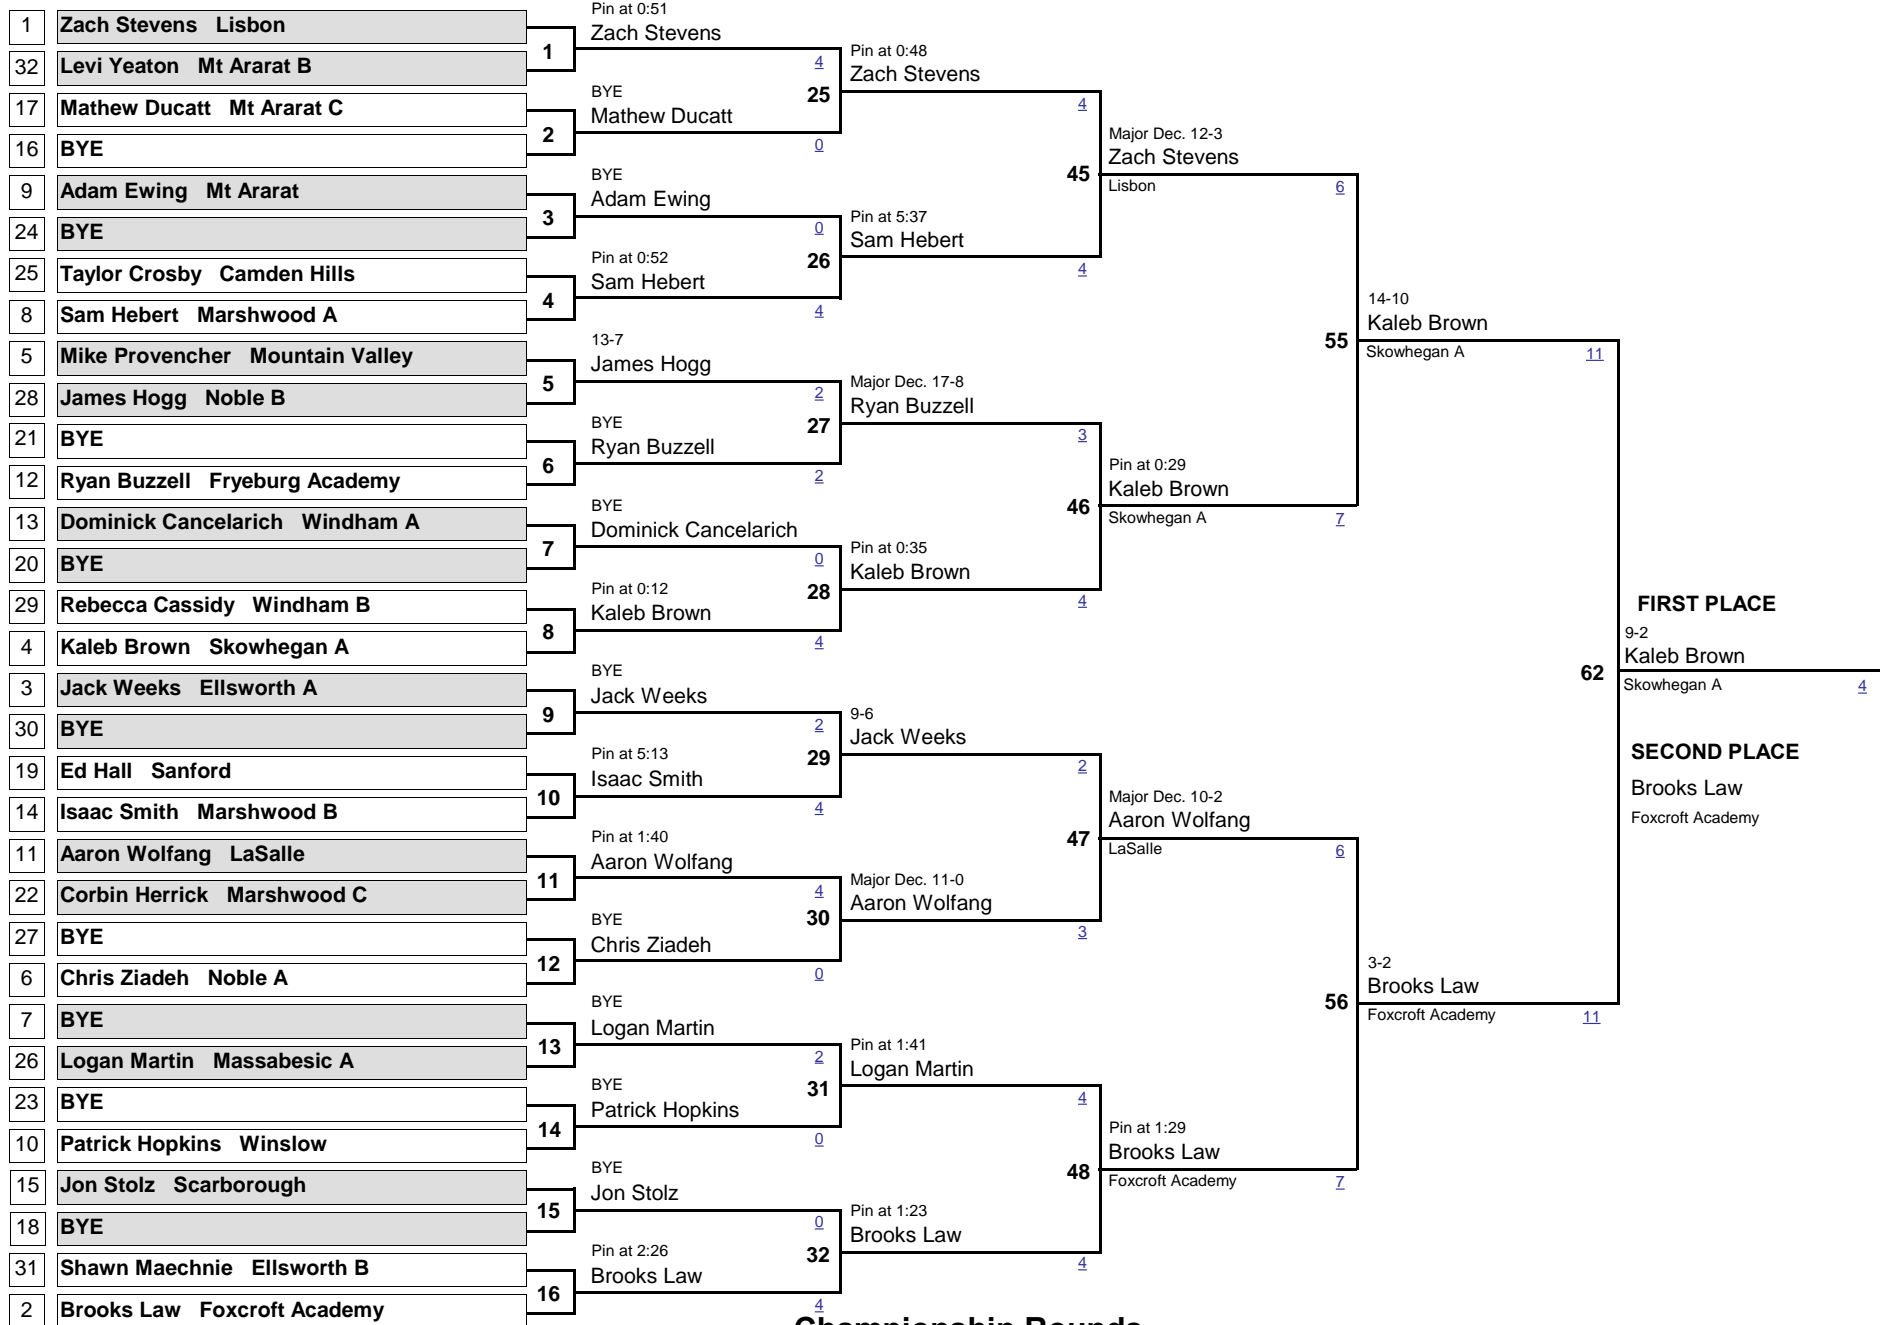 1 Zach Stevens Lisbon
32 Levi Yeaton Mt Ararat B
17 Mathew Ducatt Mt Ararat C
16 BYE
9 Adam Ewing Mt Ararat
24 BYE
25 Taylor Crosby Camden Hills
8 Sam Hebert Marshwood A
5 Mike Provencher Mountain Valley
28 James Hogg Noble B
21 BYE
12 Ryan Buzzell Fryeburg Academy
13 Dominick Cancelarich Windham A
20 BYE
29 Rebecca Cassidy Windham B
4 Kaleb Brown Skowhegan A
3 Jack Weeks Ellsworth A
30 BYE
19 Ed Hall Sanford
14 Isaac Smith Marshwood B
11 Aaron Wolfang LaSalle
22 Corbin Herrick Marshwood C
27 BYE
6 Chris Ziadeh Noble A
7 BYE
26 Logan Martin Massabesic A
23 BYE
10 Patrick Hopkins Winslow
15 Jon Stolz Scarborough
18 BYE
31 Shawn Maechnie Ellsworth B
2 Brooks Law Foxcroft Academy
Pin at 0:51
Zach Stevens
1
4
BYE
Mathew Ducatt
2
0
BYE
Adam Ewing
3
0
Pin at 0:52
Sam Hebert
4
4
13-7
James Hogg
5
2
BYE
Ryan Buzzell
6
2
BYE
Dominick Cancelarich
7
0
Pin at 0:12
Kaleb Brown
8
4
BYE
Jack Weeks
9
2
Pin at 5:13
Isaac Smith
10
4
Pin at 1:40
Aaron Wolfang
11
4
BYE
Chris Ziadeh
12
0
BYE
Logan Martin
13
2
BYE
Patrick Hopkins
14
0
BYE
Jon Stolz
15
0
Pin at 2:26
Brooks Law
16
4
Pin at 0:48
Zach Stevens
25
4
Pin at 5:37
Sam Hebert
26
4
Major Dec. 17-8
Ryan Buzzell
27
3
Pin at 0:35
Kaleb Brown
28
4
9-6
Jack Weeks
29
2
Major Dec. 11-0
Aaron Wolfang
30
3
Pin at 1:41
Logan Martin
31
4
Pin at 1:23
Brooks Law
32
4
Major Dec. 12-3
Zach Stevens
45
Lisbon
6
Pin at 0:29
Kaleb Brown
46
Skowhegan A
7
Major Dec. 10-2
Aaron Wolfang
47
LaSalle
6
Pin at 1:29
Brooks Law
48
Foxcroft Academy
7
14-10
Kaleb Brown
55
Skowhegan A
11
3-2
Brooks Law
56
Foxcroft Academy
11
FIRST PLACE
9-2
Kaleb Brown
62
Skowhegan A
4
SECOND PLACE
Brooks Law
Foxcroft Academy
Championship Rounds